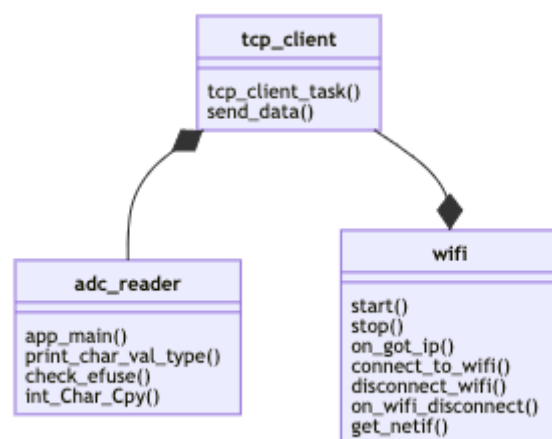 tcp_client
tcp_client_task()
send_data()
adc_reader
app_main()
print_char_val_type()
check_efuse()
int_Char_Cpy()
wifi
start()
stop()
on_got_ip()
connect_to_wifi()
disconnect_wifi()
on_wifi_disconnect()
get_netif()